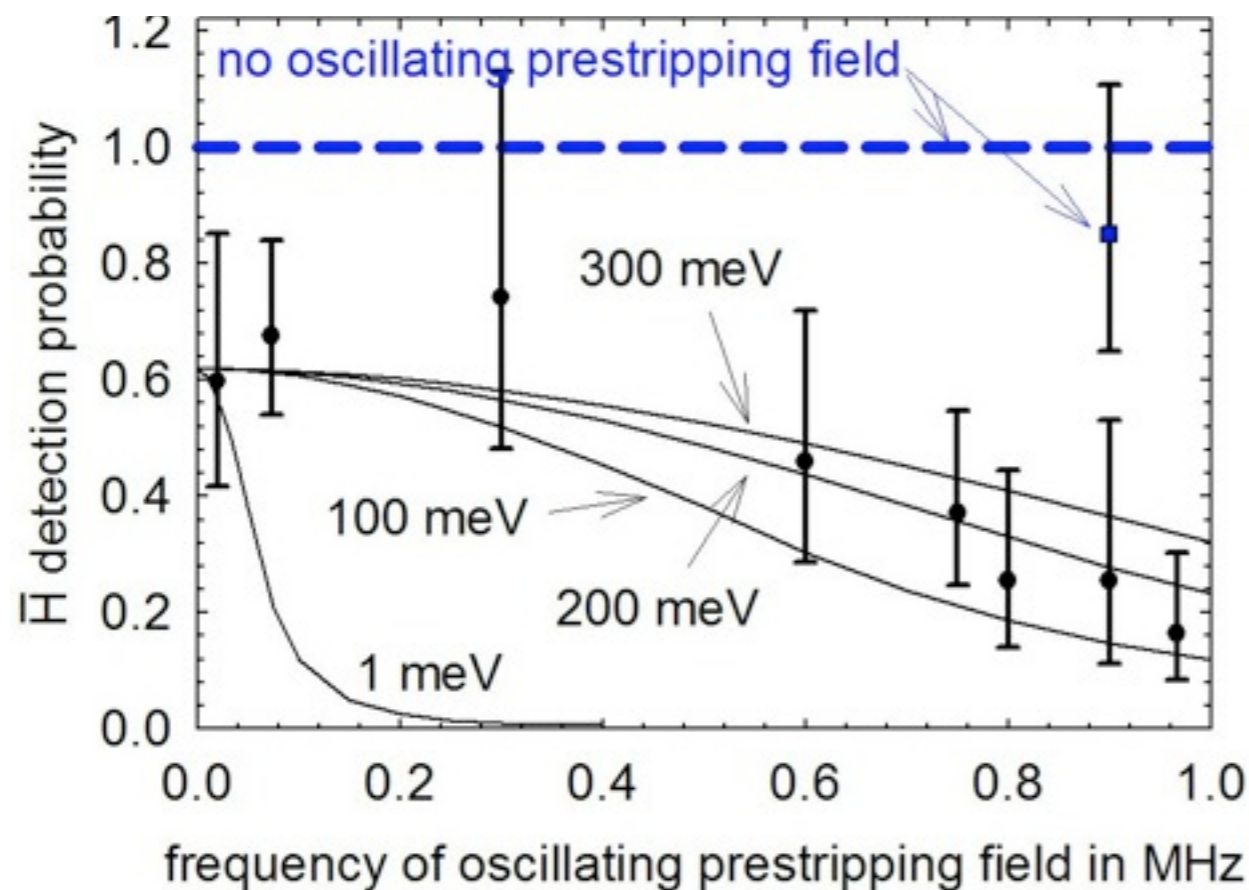 no oscillating prestripping field
1.2
1.0
0.8
0.6
0.4
0.2
0.0
H̅ detection probability
300 meV
100 meV
200 meV
1 meV
0.0 0.2 0.4 0.6 0.8 1.0
frequency of oscillating prestripping field in MHz